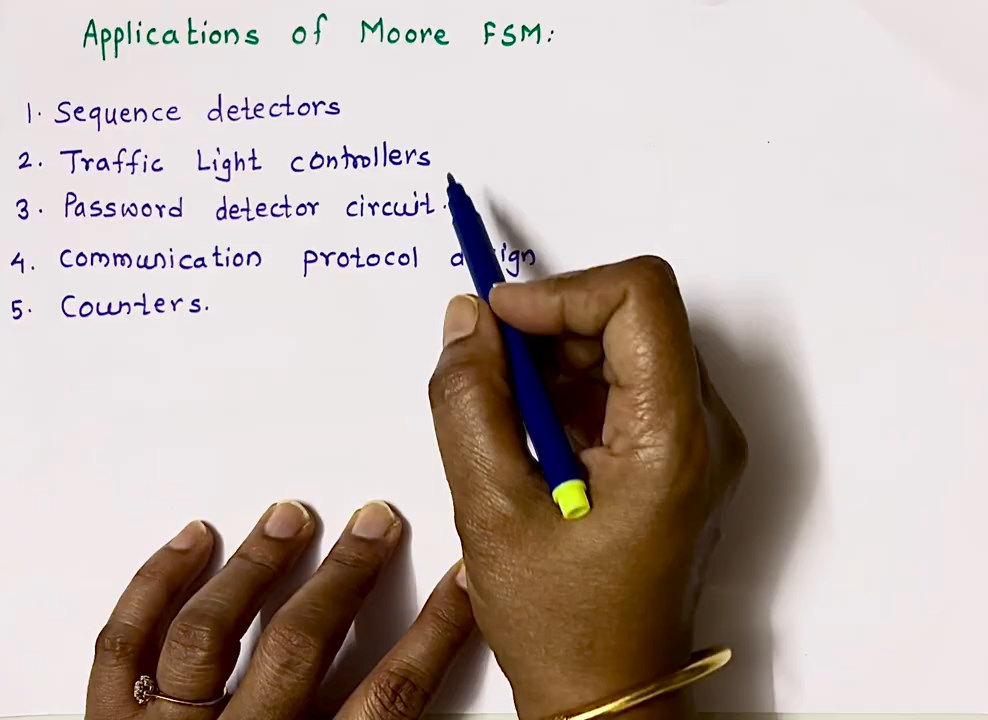 Applications of Moore FSM:
1. Sequence detectors
2. Traffic Light controllers
3. Password detector circuit.
4. Communication protocol
5. Counters.